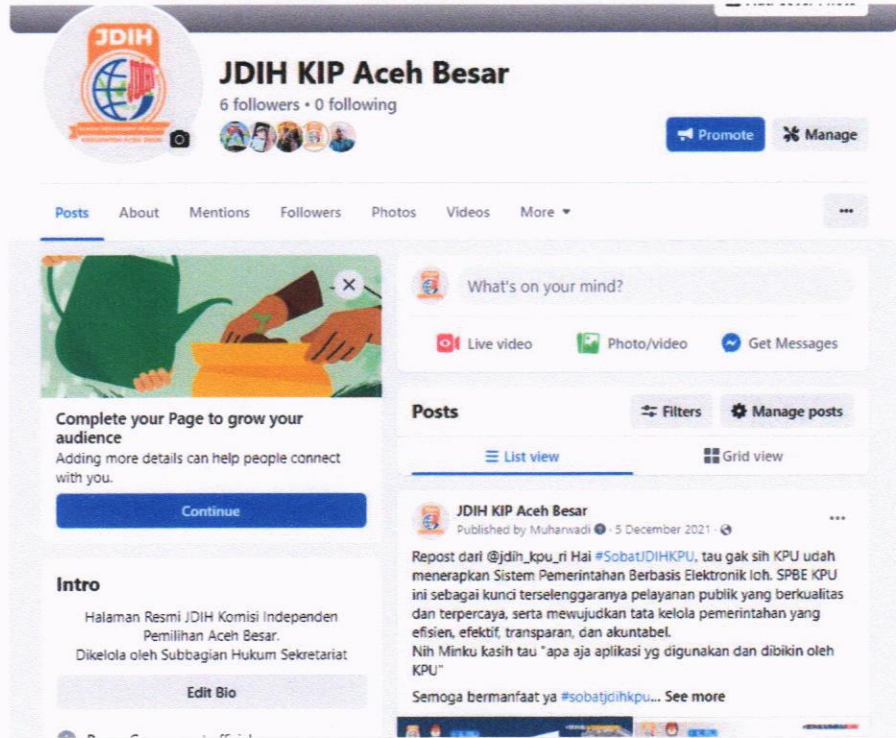 JDIH
JDIH KIP Aceh Besar
6 followers • 0 following
Promote
Manage
Posts
About
Mentions
Followers
Photos
Videos
More
What's on your mind?
Live video
Photo/video
Get Messages
Complete your Page to grow your
audience
Adding more details can help people connect
with you.
Continue
Posts
Filters
Manage posts
List view
Grid view
Intro
Halaman Resmi JDIH Komisi Independen
Pemilihan Aceh Besar.
Dikelola oleh Subbagian Hukum Sekretariat
Edit Bio
JDIH KIP Aceh Besar
Published by Muharwadi · 5 December 2021 ·
Repost dari @jdih_kpu_ri Hai #SobatJDIHKPU, tau gak sih KPU udah
menerapkan Sistem Pemerintahan Berbasis Elektronik loh. SPBE KPU
ini sebagai kunci terselenggaranya pelayanan publik yang berkualitas
dan terpercaya, serta mewujudkan tata kelola pemerintahan yang
efisien, efektif, transparan, dan akuntabel.
Nih Minku kasih tau "apa aja aplikasi yg digunakan dan dibikin oleh
KPU"
Semoga bermanfaat ya #sobatjdihkpu... See more